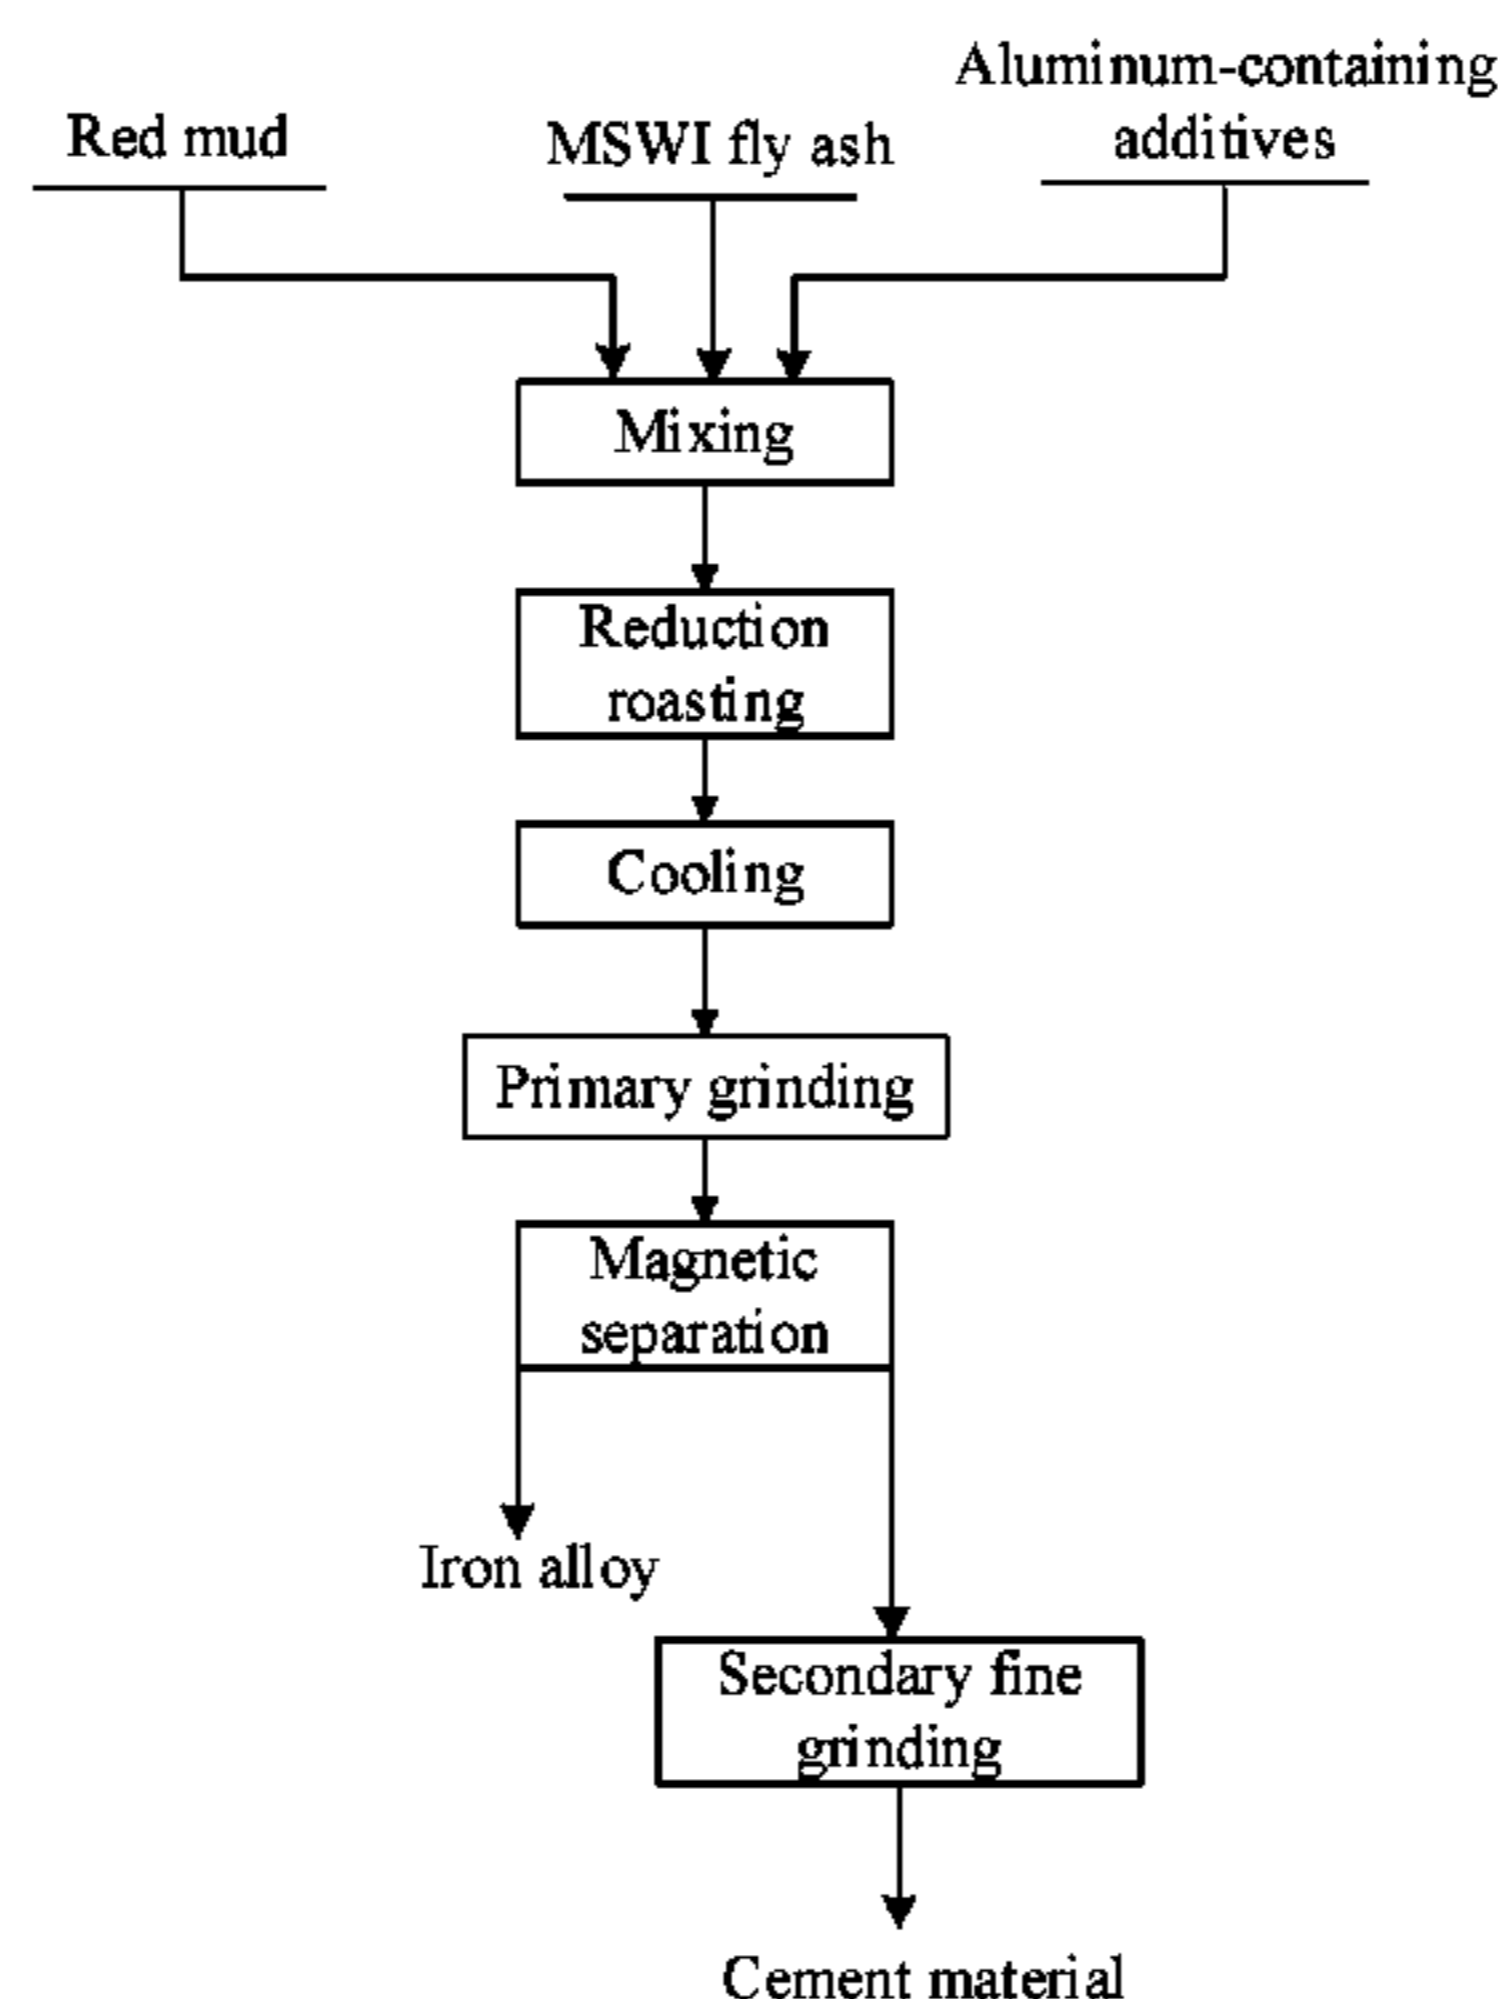 Red mud
MSWI fly ash
Aluminum-containing
additives
Mixing
Reduction
roasting
Cooling
Primary grinding
Magnetic
separation
Iron alloy
Secondary fine
grinding
Cement material